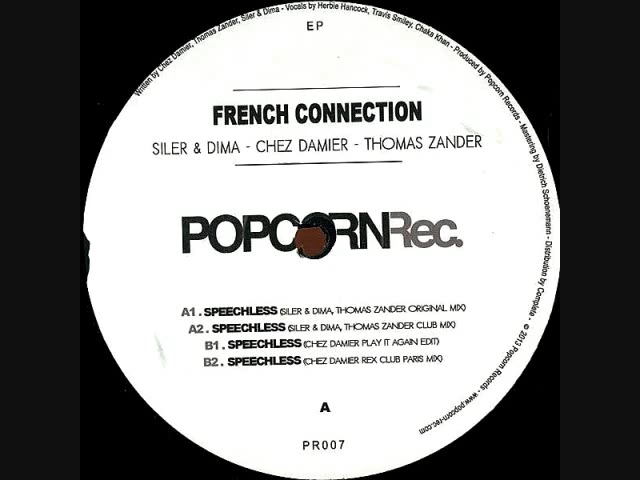 Written by Chez Damier, Thomas Zander, Siler & Dima - Vocals by Herbie Hancock, Travis Smiley, Chaka Khan - Produced by Popcorn Records - Mastering by Dietrich Schoenemann - Distribution by Complete - © 2013 Popcorn Records - www.popcorn-rec.com
EP
FRENCH CONNECTION
SILER & DIMA - CHEZ DAMIER - THOMAS ZANDER
POPCORNRec.
A1. SPEECHLESS (SILER & DIMA, THOMAS ZANDER ORIGINAL MIX)
A2. SPEECHLESS (SILER & DIMA, THOMAS ZANDER CLUB MIX)
B1. SPEECHLESS (CHEZ DAMIER PLAY IT AGAIN EDIT)
B2. SPEECHLESS (CHEZ DAMIER REX CLUB PARIS MIX)
A
PR007